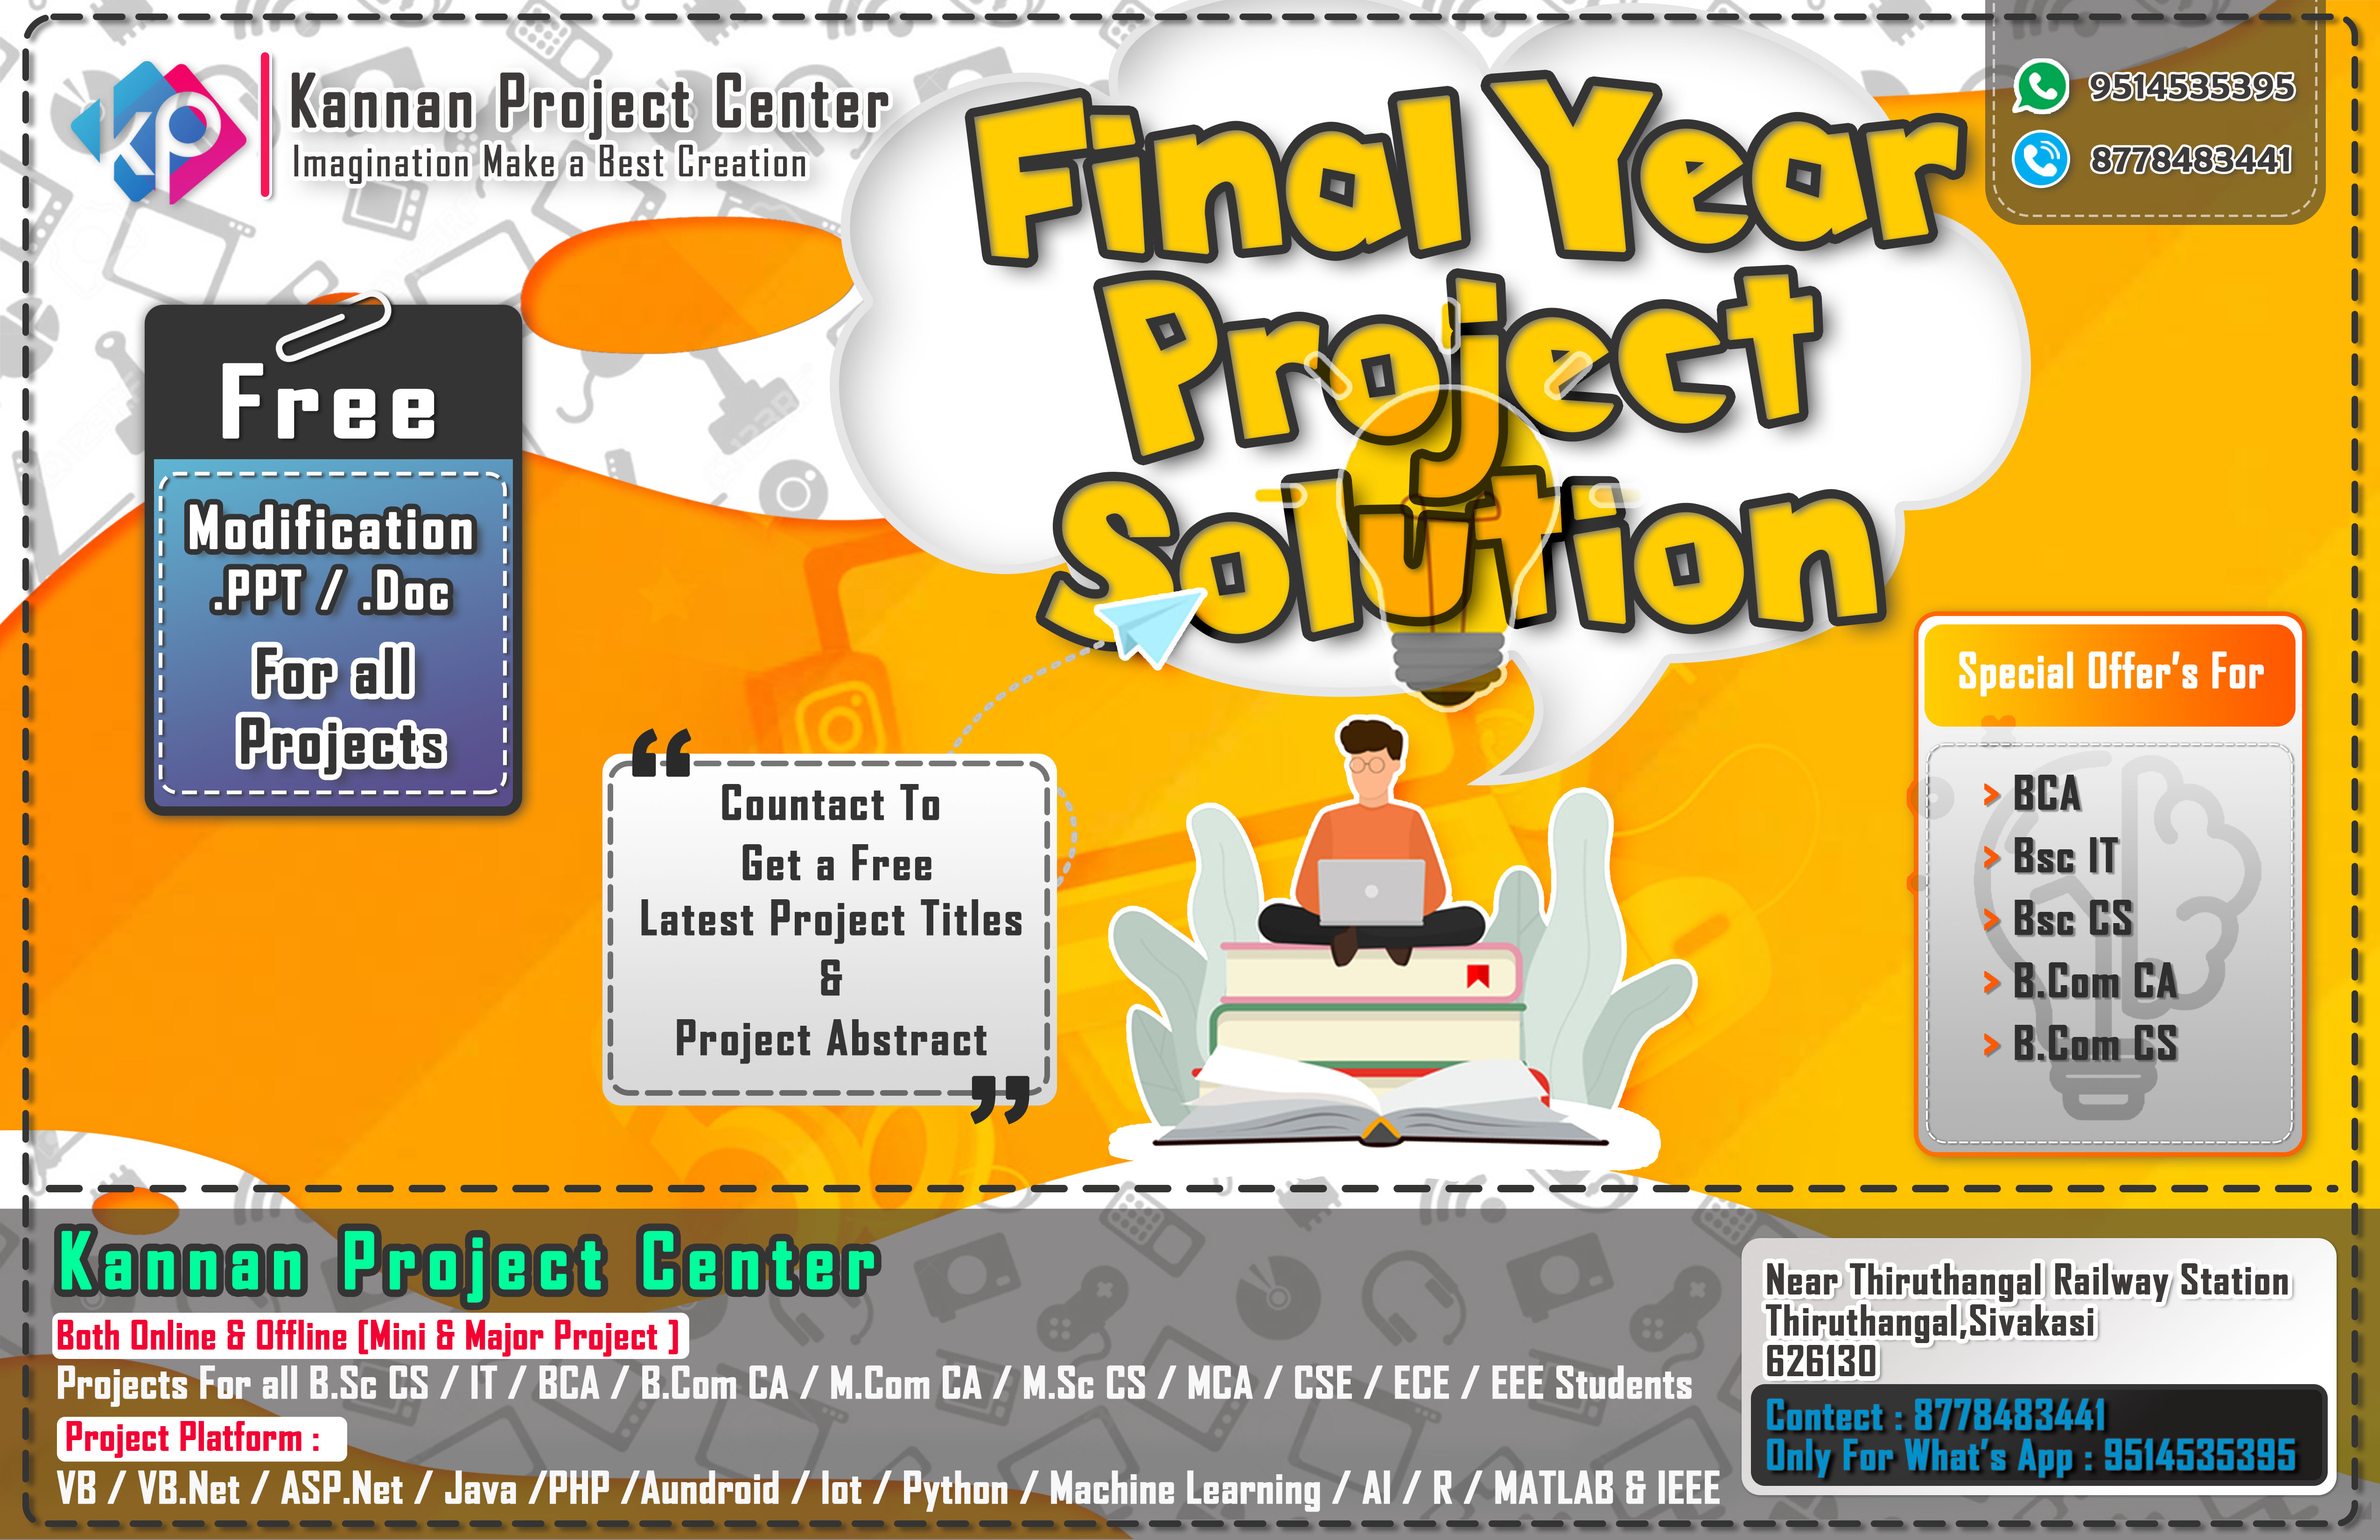 kp
Kannan Project Center
Imagination Make a Best Creation
Final Year
Project
Solution
9514535395
8778483441
Free
Modification
.PPT / .Doc
For all
Projects
“
Countact To
Get a Free
Latest Project Titles
&
Project Abstract
”
Special Offer's For
> BCA
> Bsc IT
> Bsc CS
> B.Com CA
> B.Com CS
Kannan Project Center
Both Online & Offline (Mini & Major Project )
Projects For all B.Sc CS / IT / BCA / B.Com CA / M.Com CA / M.Sc CS / MCA / CSE / ECE / EEE Students
Project Platform :
VB / VB.Net / ASP.Net / Java /PHP /Aundroid / Iot / Python / Machine Learning / AI / R / MATLAB & IEEE
Near Thiruthangal Railway Station
Thiruthangal,Sivakasi
626130
Contect : 8778483441
Only For What's App : 9514535395